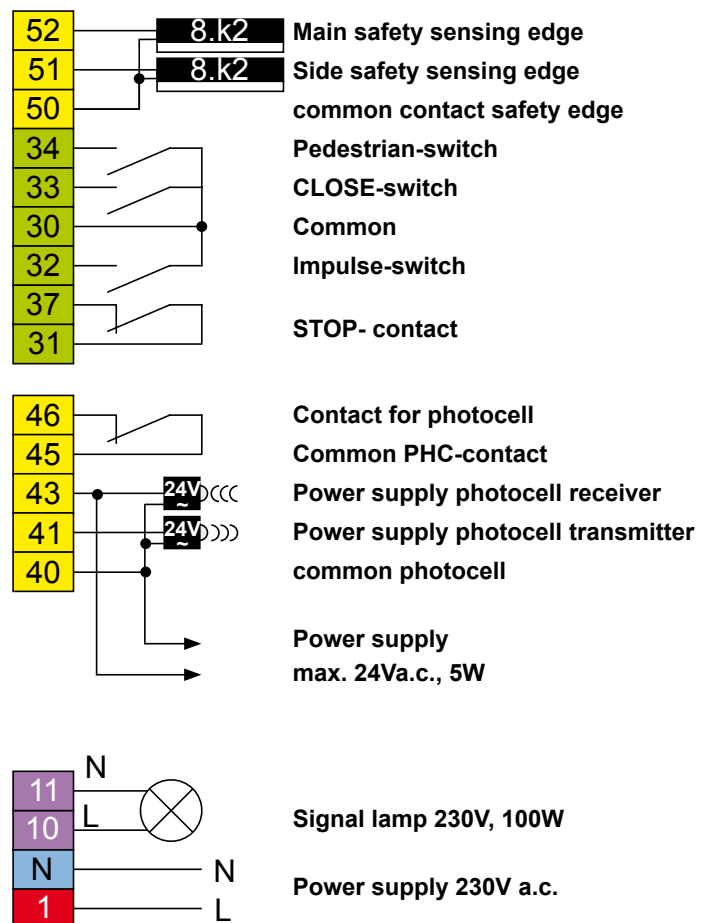 52 8.k2 Main safety sensing edge
51 8.k2 Side safety sensing edge
50 common contact safety edge
34 Pedestrian-switch
33 CLOSE-switch
30 Common
32 Impulse-switch
37
31 STOP- contact
46 Contact for photocell
45 Common PHC-contact
43 24V ~ Power supply photocell receiver
41 24V ~ Power supply photocell transmitter
40 common photocell
Power supply
max. 24Va.c., 5W
11 N
10 L Signal lamp 230V, 100W
N N
1 L Power supply 230V a.c.